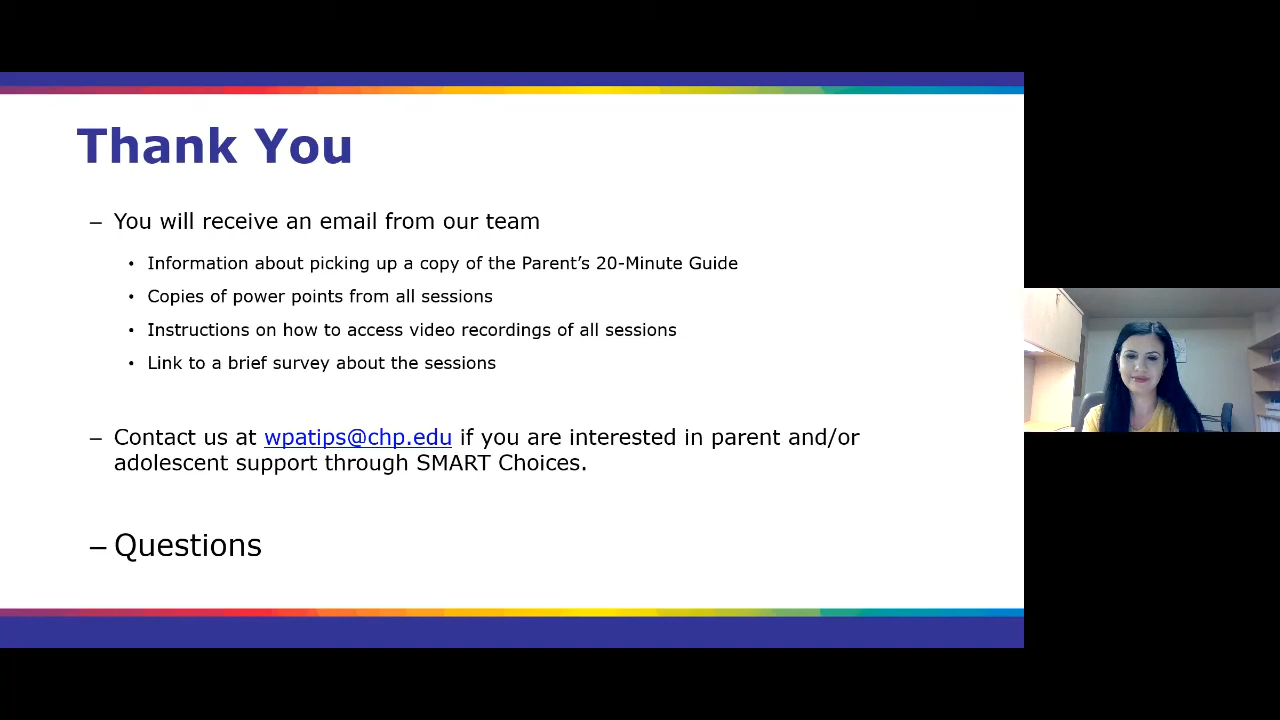 Thank You
– You will receive an email from our team
• Information about picking up a copy of the Parent’s 20-Minute Guide
• Copies of power points from all sessions
• Instructions on how to access video recordings of all sessions
• Link to a brief survey about the sessions
– Contact us at wpatips@chp.edu if you are interested in parent and/or
adolescent support through SMART Choices.
– Questions